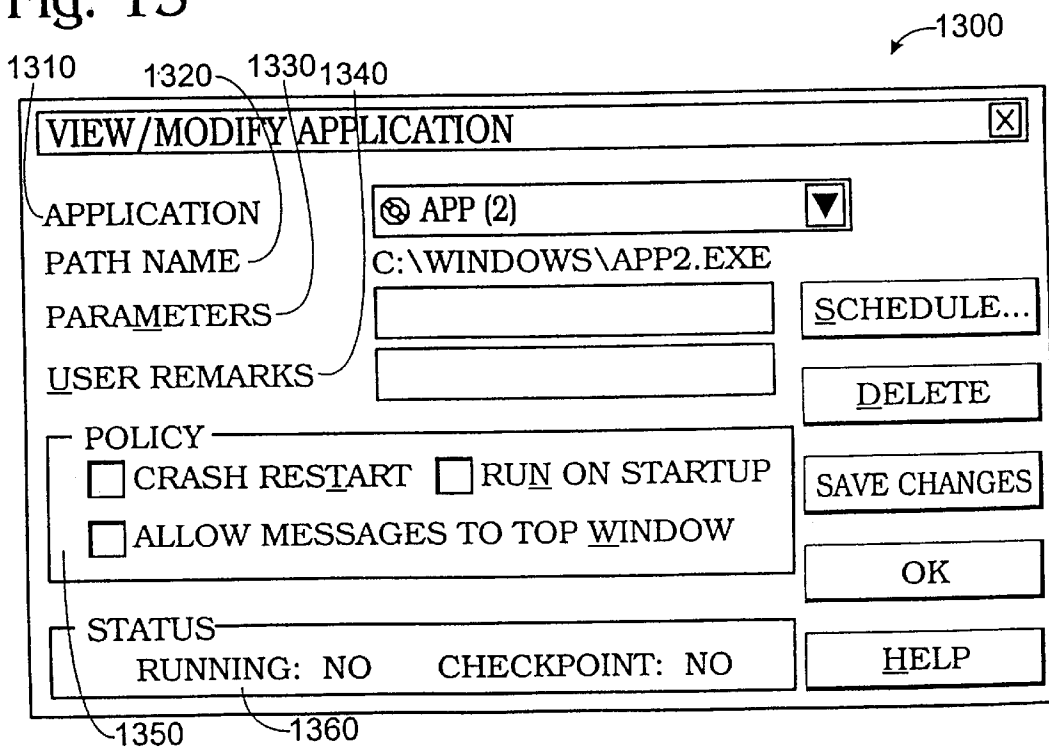 Fig. 13
1300
1310 1320 1330 1340
VIEW/MODIFY APPLICATION X
APPLICATION APP (2)
PATH NAME C:\WINDOWS\APP2.EXE
PARAMETERS SCHEDULE...
USER REMARKS
DELETE
POLICY
CRASH RESTART RUN ON STARTUP SAVE CHANGES
ALLOW MESSAGES TO TOP WINDOW
OK
STATUS
RUNNING: NO CHECKPOINT: NO HELP
1350 1360